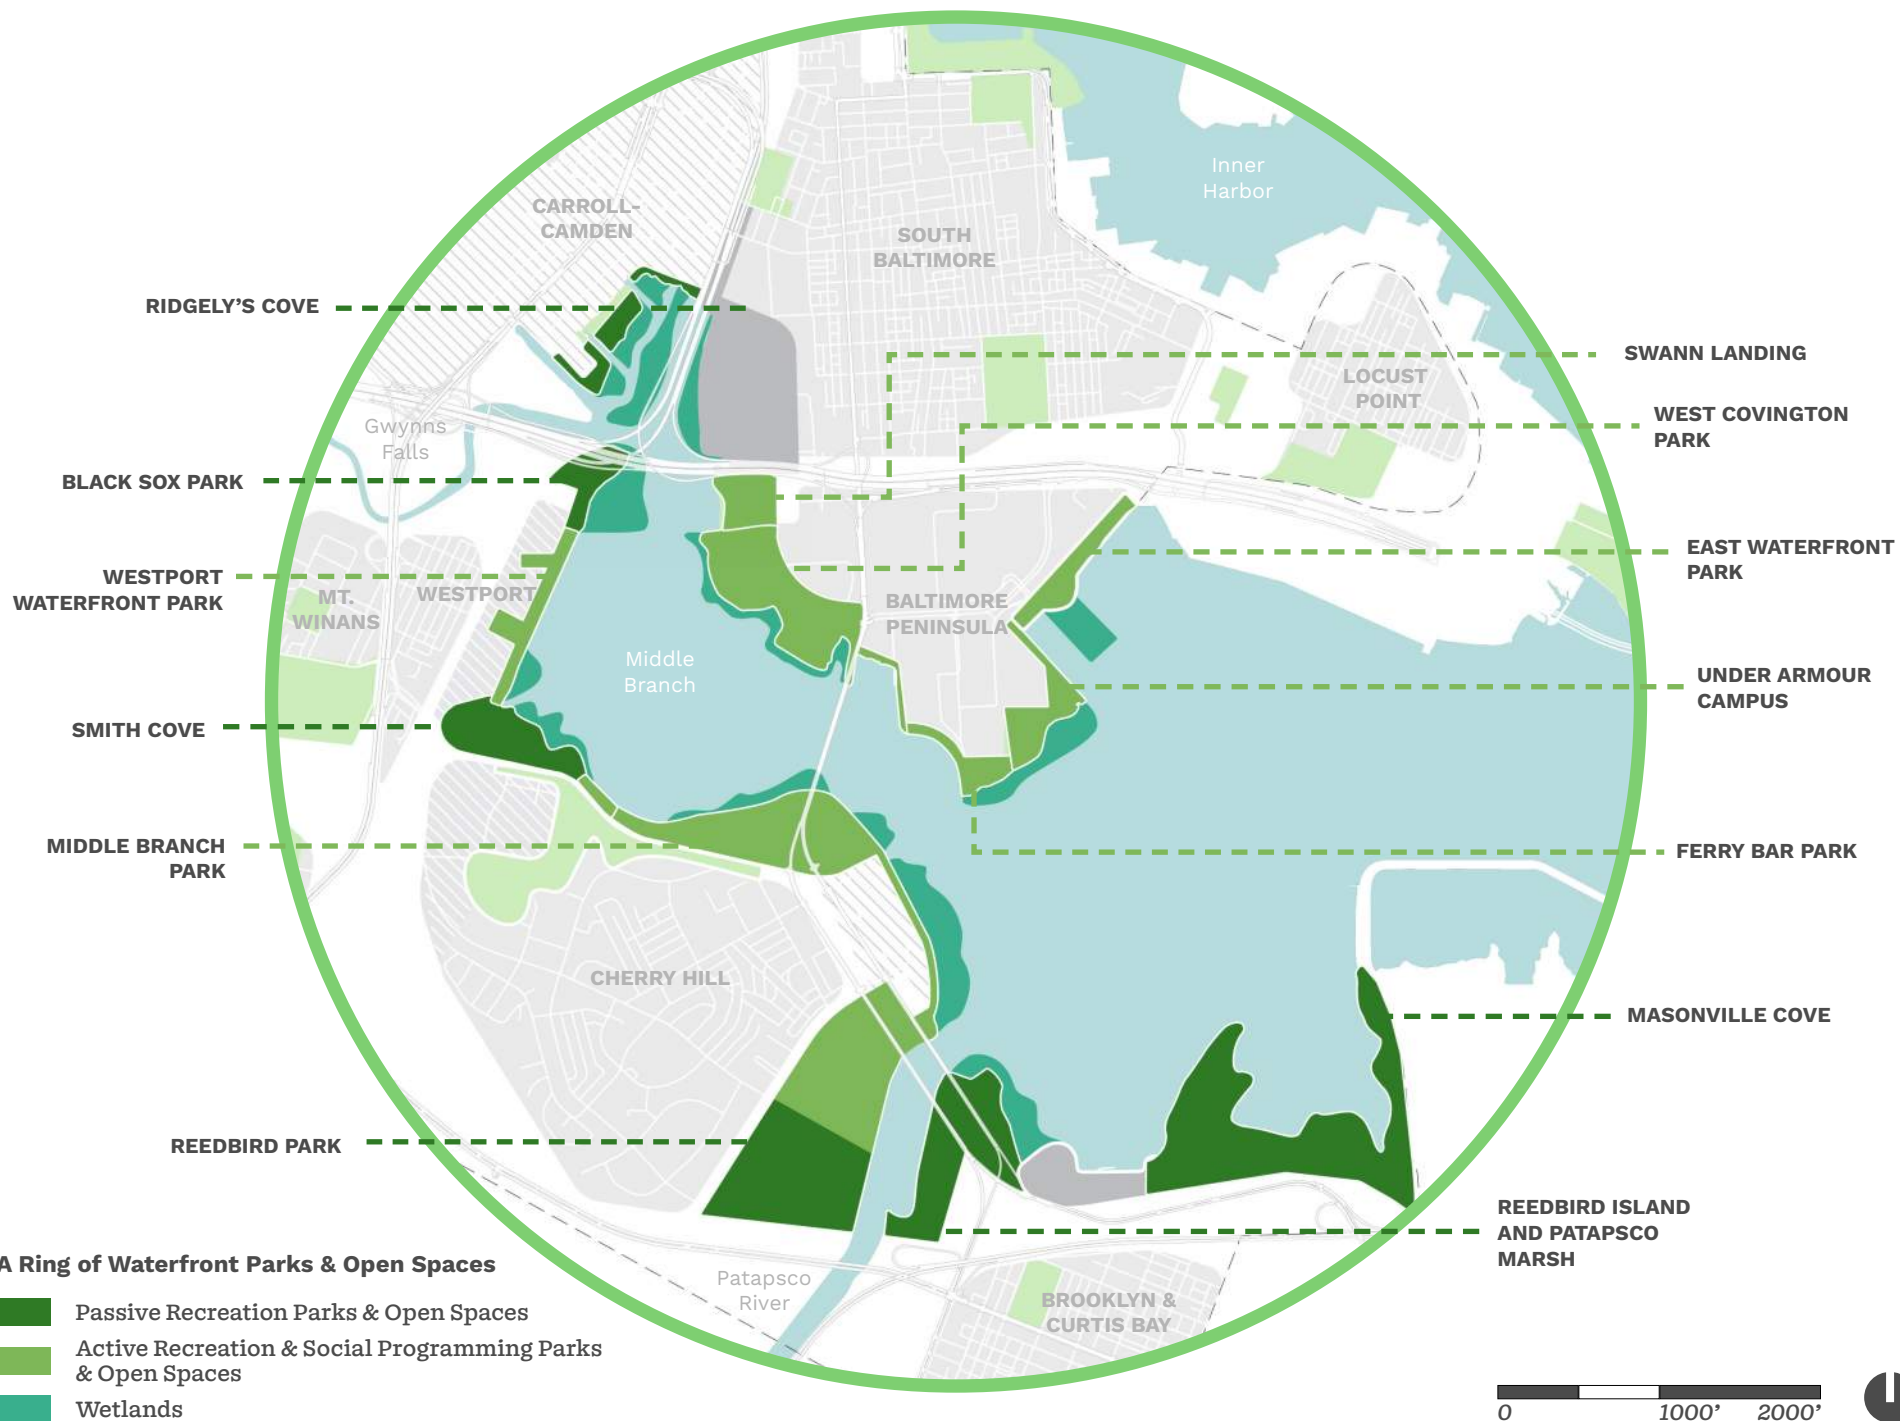 Inner
Harbor
CARROLL-
CAMDEN
SOUTH
BALTIMORE
RIDGELY'S COVE
SWANN LANDING
LOCUST
POINT
WEST COVINGTON
PARK
Gwynns
Falls
BLACK SOX PARK
EAST WATERFRONT
PARK
WESTPORT
WATERFRONT PARK
MT.
WINANS
WESTPORT
BALTIMORE
PENINSULA
Middle
Branch
UNDER ARMOUR
CAMPUS
SMITH COVE
MIDDLE BRANCH
PARK
FERRY BAR PARK
CHERRY HILL
MASONVILLE COVE
REEDBIRD PARK
REEDBIRD ISLAND
AND PATAPSCO
MARSH
Patapsco
River
BROOKLYN &
CURTIS BAY
A Ring of Waterfront Parks & Open Spaces
Passive Recreation Parks & Open Spaces
Active Recreation & Social Programming Parks
& Open Spaces
Wetlands
0 1000' 2000'